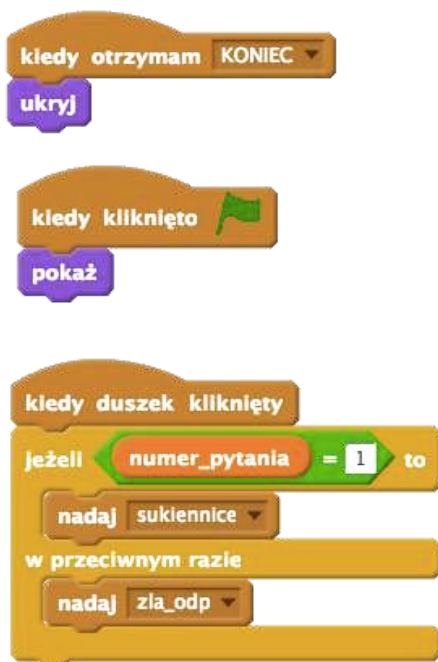 kiedy otrzymam KONIEC
ukryj
kiedy kliknięto
pokaż
kiedy duszek kliknięty
jeżeli numer_pytania = 1 to
nadaj sukiennice
w przeciwnym razie
nadaj zla_odp